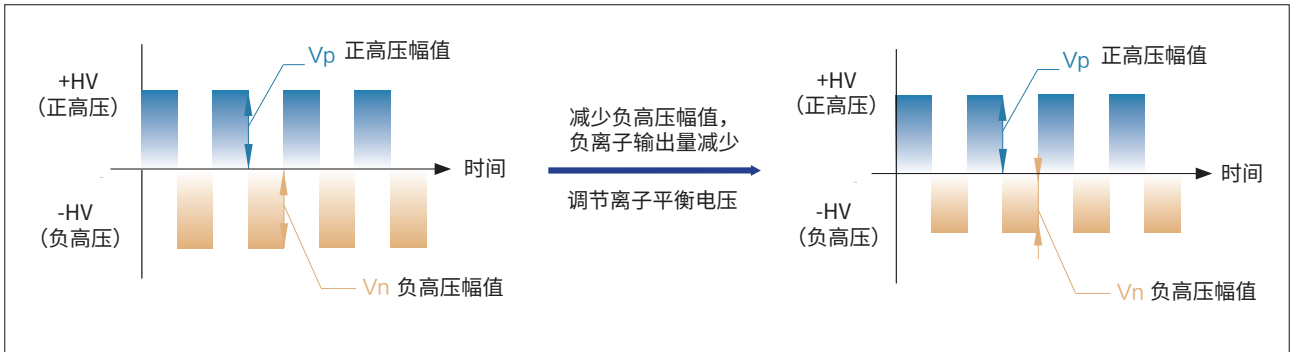 Vp 正高压幅值
+HV
（正高压）
时间
-HV
（负高压）
Vn 负高压幅值
减少负高压幅值，
负离子输出量减少
调节离子平衡电压
Vp 正高压幅值
+HV
（正高压）
时间
-HV
（负高压）
Vn 负高压幅值